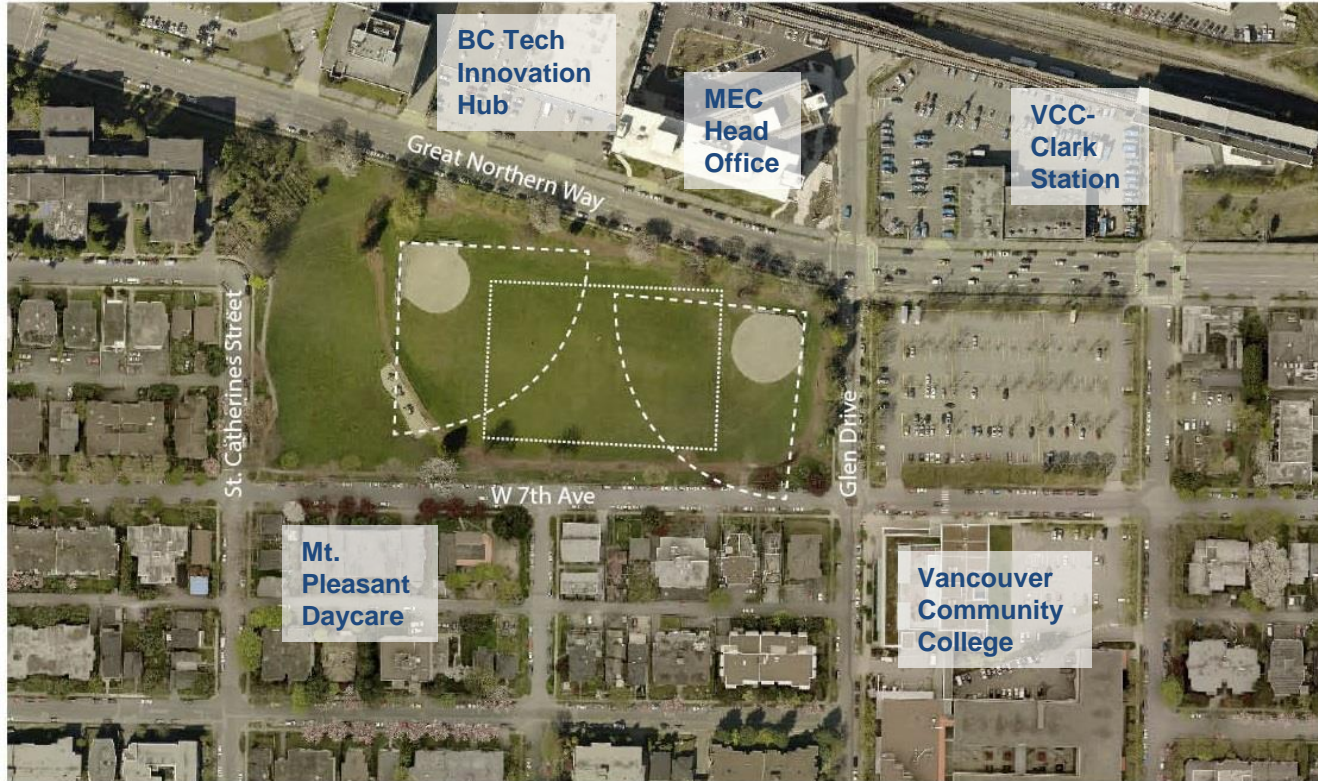 BC Tech
Innovation
Hub
MEC
Head
Office
VCC-
Clark
Station
Great Northern Way
St. Catherines Street
Glen Drive
W 7th Ave
Mt.
Pleasant
Daycare
Vancouver
Community
College